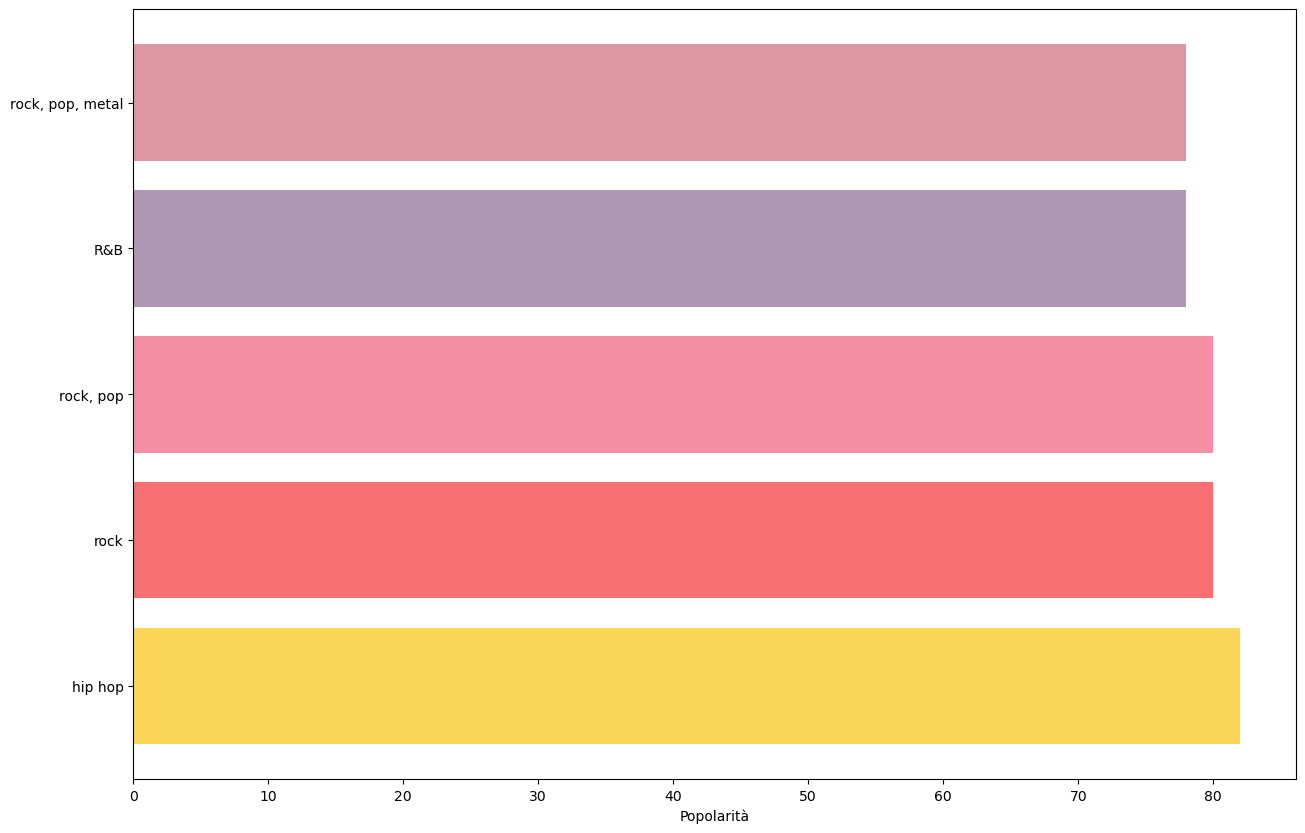 rock, pop, metal
R&B
rock, pop
rock
hip hop
0 10 20 30 40 50 60 70 80
Popolarità